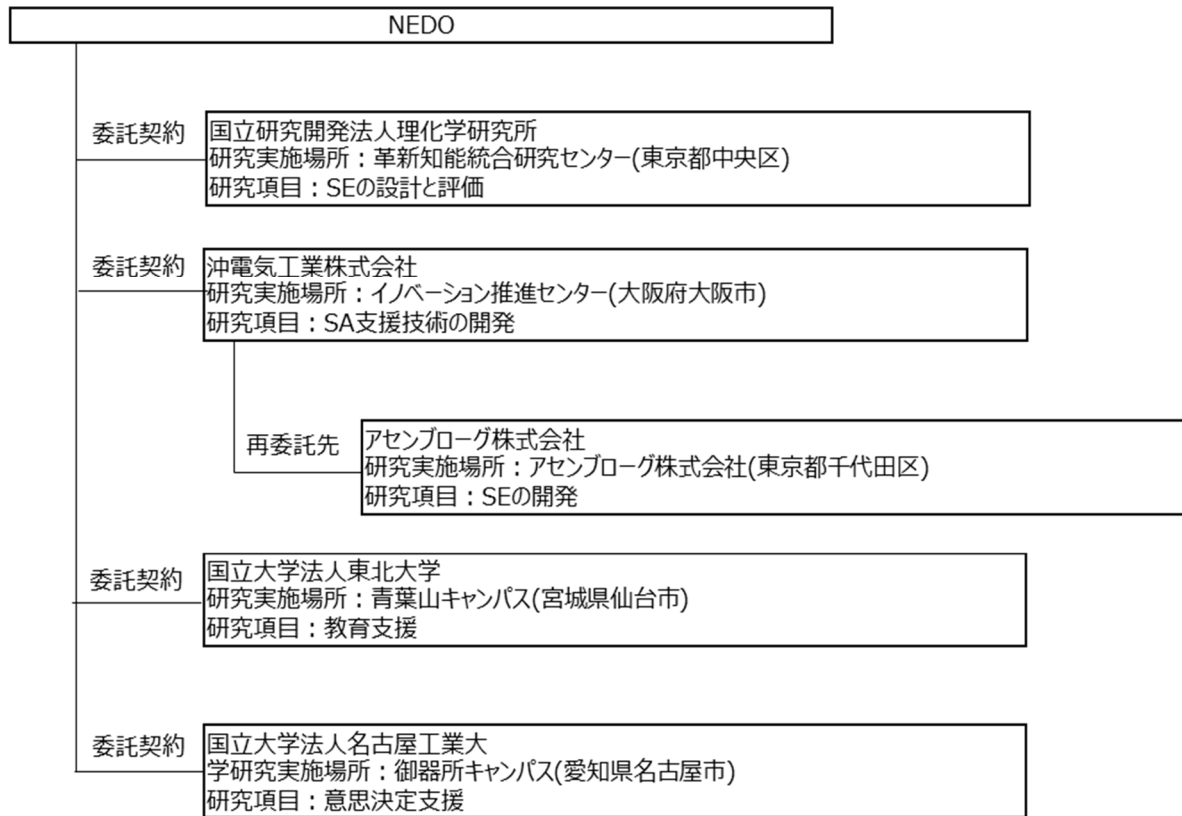 NEDO
委託契約
国立研究開発法人理化学研究所
研究実施場所：革新知能統合研究センター(東京都中央区)
研究項目：SEの設計と評価
委託契約
沖電気工業株式会社
研究実施場所：イノベーション推進センター(大阪府大阪市)
研究項目：SA支援技術の開発
再委託先
アセンブローグ株式会社
研究実施場所：アセンブローグ株式会社(東京都千代田区)
研究項目：SEの開発
委託契約
国立大学法人東北大学
研究実施場所：青葉山キャンパス(宮城県仙台市)
研究項目：教育支援
委託契約
国立大学法人名古屋工業大
学研究実施場所：御器所キャンパス(愛知県名古屋市)
研究項目：意思決定支援